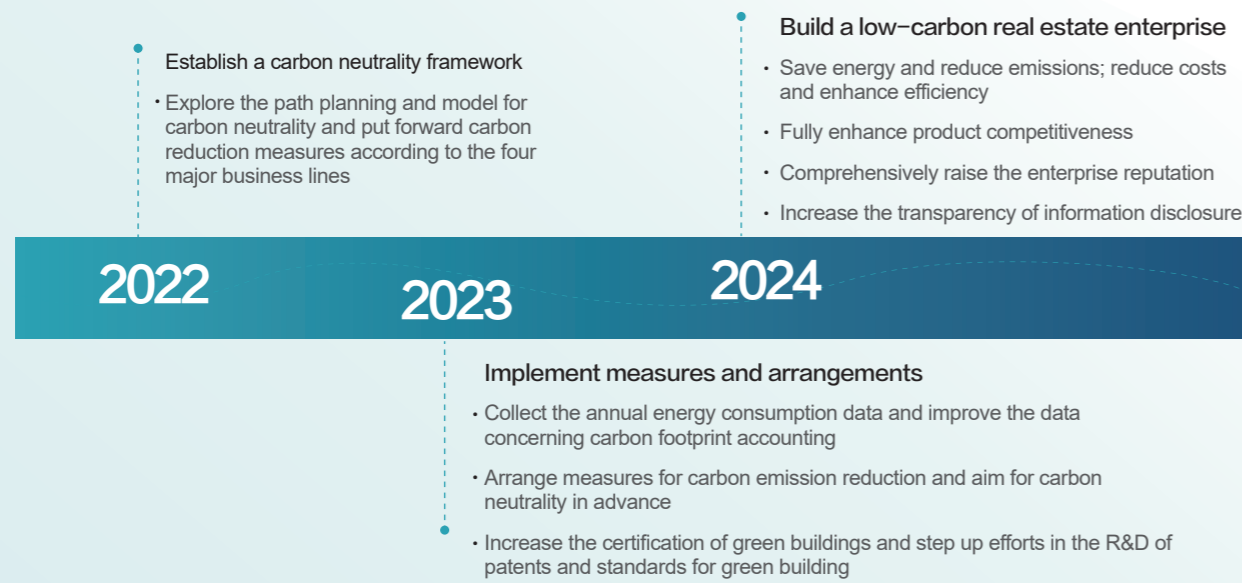 Establish a carbon neutrality framework
· Explore the path planning and model for
carbon neutrality and put forward carbon
reduction measures according to the four
major business lines
Build a low-carbon real estate enterprise
· Save energy and reduce emissions; reduce costs
and enhance efficiency
· Fully enhance product competitiveness
· Comprehensively raise the enterprise reputation
· Increase the transparency of information disclosure
2022
2023
2024
Implement measures and arrangements
· Collect the annual energy consumption data and improve the data
concerning carbon footprint accounting
· Arrange measures for carbon emission reduction and aim for carbon
neutrality in advance
· Increase the certification of green buildings and step up efforts in the R&D of
patents and standards for green building